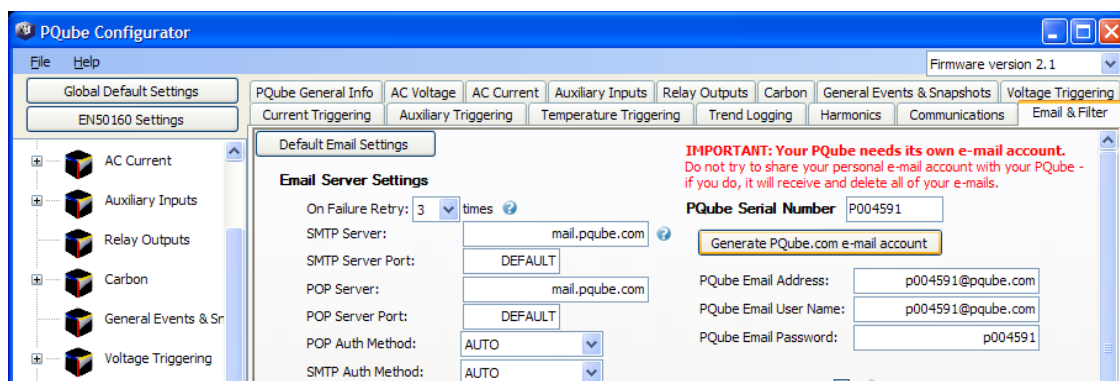 PQube Configurator
File Help
Firmware version 2.1
Global Default Settings
EN50160 Settings
PQube General Info AC Voltage AC Current Auxiliary Inputs Relay Outputs Carbon General Events & Snapshots Voltage Triggering
Current Triggering Auxiliary Triggering Temperature Triggering Trend Logging Harmonics Communications Email & Filter
AC Current
Auxiliary Inputs
Relay Outputs
Carbon
General Events & Sn
Voltage Triggering
Default Email Settings
Email Server Settings
On Failure Retry: 3 times ?
SMTP Server: mail.pqube.com ?
SMTP Server Port: DEFAULT
POP Server: mail.pqube.com
POP Server Port: DEFAULT
POP Auth Method: AUTO
SMTP Auth Method: AUTO
IMPORTANT: Your PQube needs its own e-mail account.
Do not try to share your personal e-mail account with your PQube -
if you do, it will receive and delete all of your e-mails.
PQube Serial Number P004591
Generate PQube.com e-mail account
PQube Email Address: p004591@pqube.com
PQube Email User Name: p004591@pqube.com
PQube Email Password: p004591